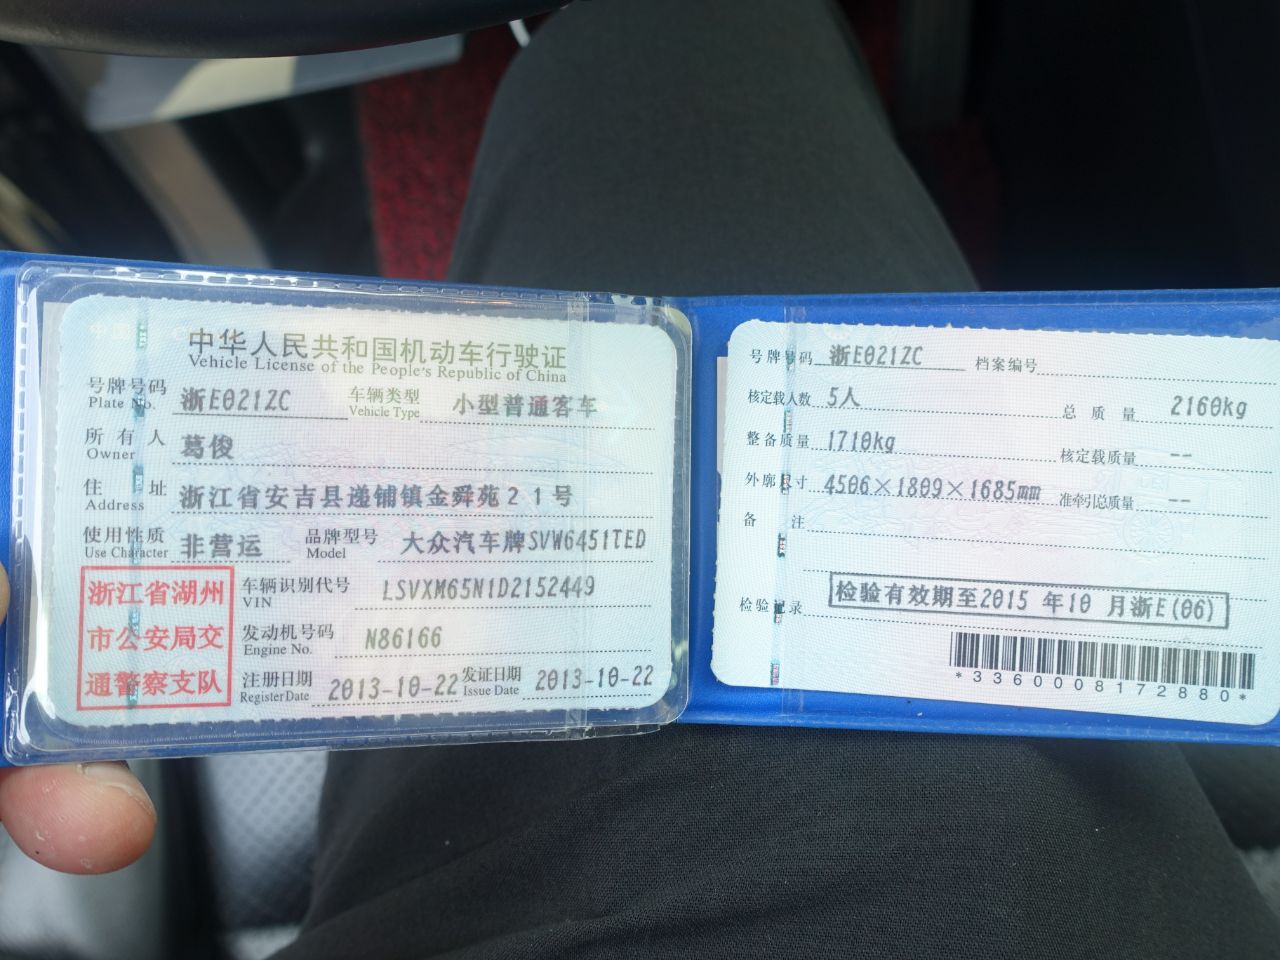 中华人民共和国机动车行驶证
Vehicle License of the People's Republic of China
号牌号码 浙E021ZC 车辆类型 小型普通客车
Plate No. Vehicle Type
所有人 葛俊
Owner
住址 浙江省安吉县递铺镇金舜苑21号
Address
使用性质 非营运 品牌型号 大众汽车牌SVW6451TED
Use Character Model
浙江省湖州
市公安局交
通警察支队
车辆识别代号 LSVXM65N1D2152449
VIN
发动机号码 N86166
Engine No.
注册日期 2013-10-22 发证日期 2013-10-22
Register Date Issue Date
号牌号码 浙E021ZC 档案编号
核定载人数 5人 总质量 2160kg
整备质量 1710kg 核定载质量 --
外廓尺寸 4506×1809×1685mm 准牵引总质量 --
备注
检验记录 检验有效期至2015 年10 月浙E(06)
*3360008172880*